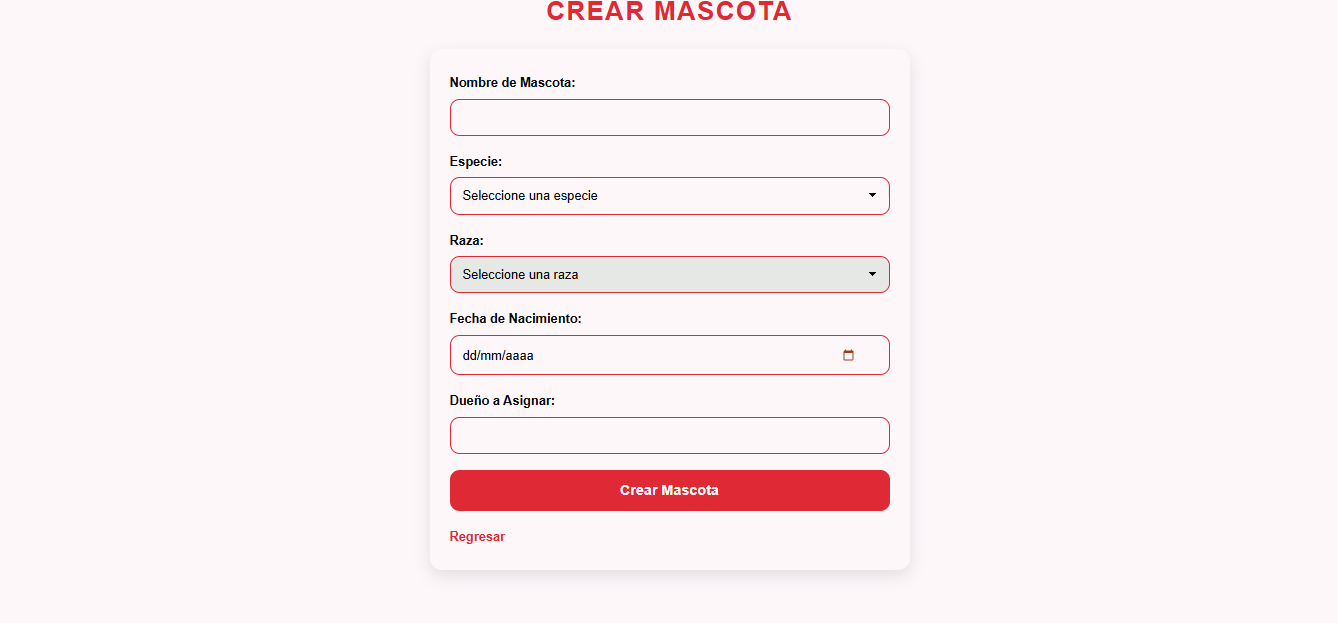 CREAR MASCOTA
Nombre de Mascota:
Especie:
Seleccione una especie
Raza:
Seleccione una raza
Fecha de Nacimiento:
dd/mm/aaaa
Dueño a Asignar:
Crear Mascota
Regresar